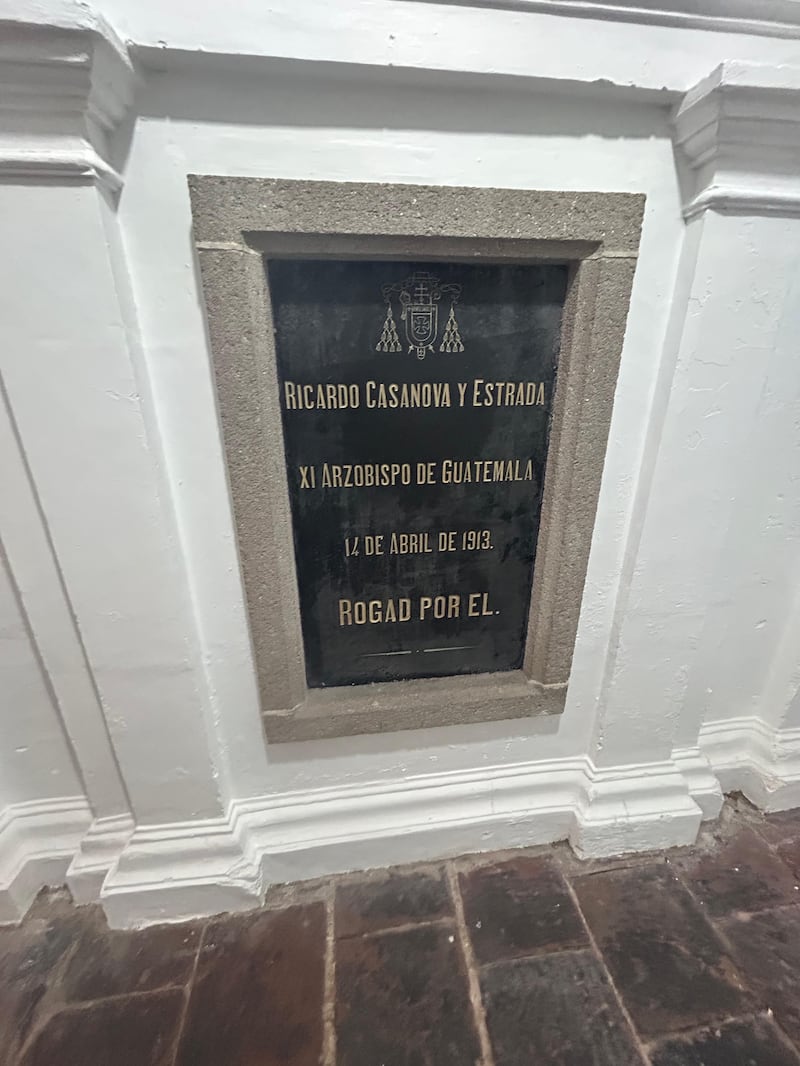 RICARDO CASANOVA Y ESTRADA
XI ARZOBISPO DE GUATEMALA
14 DE ABRIL DE 1913.
ROGAD POR EL.